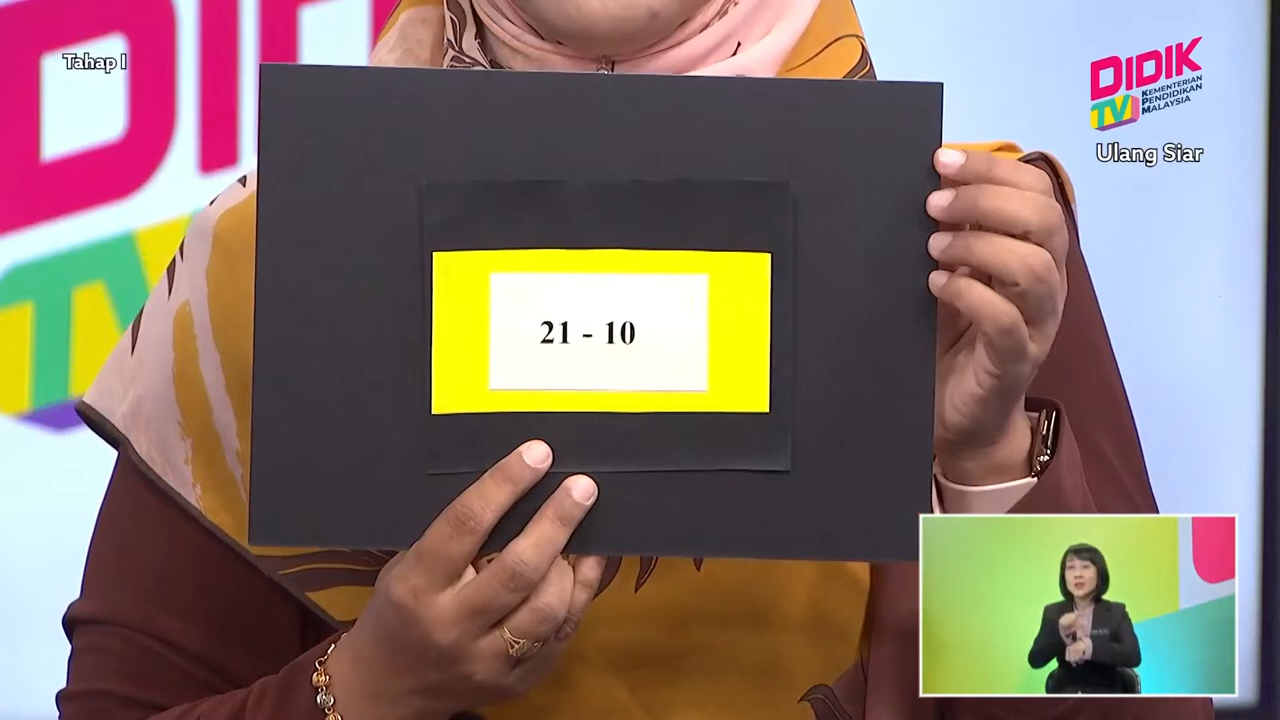 Tahap I
DIDIK
TV
KEMENTERIAN
PENDIDIKAN
MALAYSIA
Ulang Siar
21 - 10